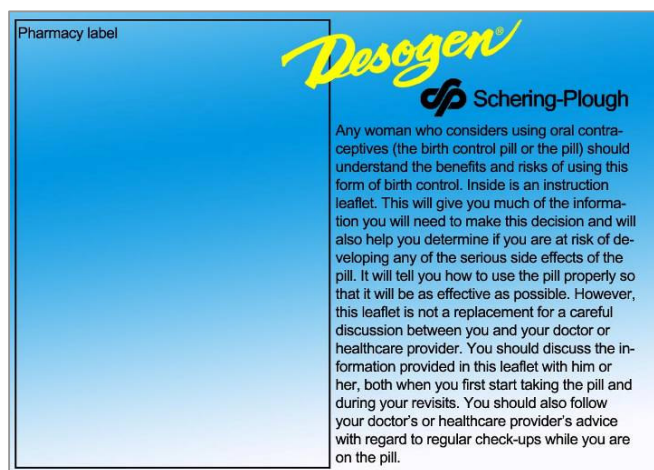 Pharmacy label
Desogen®
Schering-Plough
Any woman who considers using oral contra-
ceptives (the birth control pill or the pill) should
understand the benefits and risks of using this
form of birth control. Inside is an instruction
leaflet. This will give you much of the informa-
tion you will need to make this decision and will
also help you determine if you are at risk of de-
veloping any of the serious side effects of the
pill. It will tell you how to use the pill properly so
that it will be as effective as possible. However,
this leaflet is not a replacement for a careful
discussion between you and your doctor or
healthcare provider. You should discuss the in-
formation provided in this leaflet with him or
her, both when you first start taking the pill and
during your revisits. You should also follow
your doctor's or healthcare provider's advice
with regard to regular check-ups while you are
on the pill.